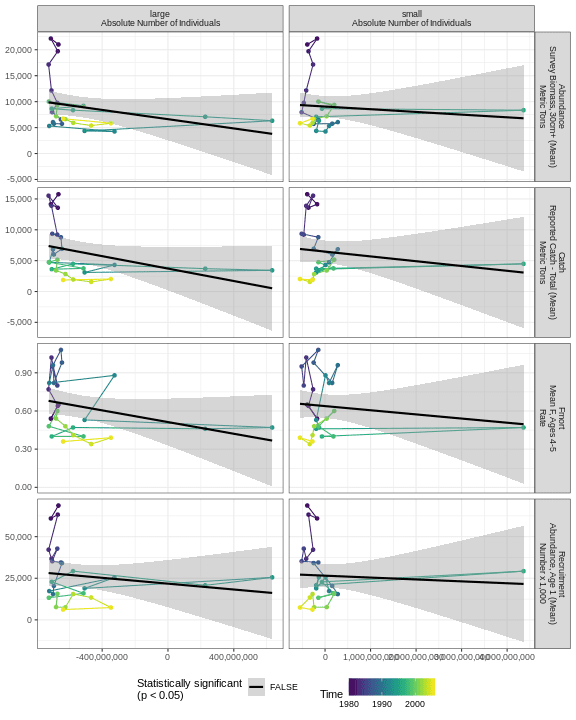 large
Absolute Number of Individuals
small
Absolute Number of Individuals
20,000
15,000
10,000
5,000
0
-5,000
Abundance
Survey Biomass, 30cm+ (Mean)
Metric Tons
15,000
10,000
5,000
0
-5,000
Catch
Reported Catch - Total (Mean)
Metric Tons
0.90
0.60
0.30
0.00
Fmort
Mean F, Ages 4-5
Rate
50,000
25,000
0
Recruitment
Abundance, Age 1 (Mean)
Number x 1,000
-400,000,000
0
400,000,000
0
1,000,000,000
2,000,000,000
3,000,000,000
4,000,000,000
Statistically significant
(p < 0.05)
FALSE
Time
1980
1990
2000